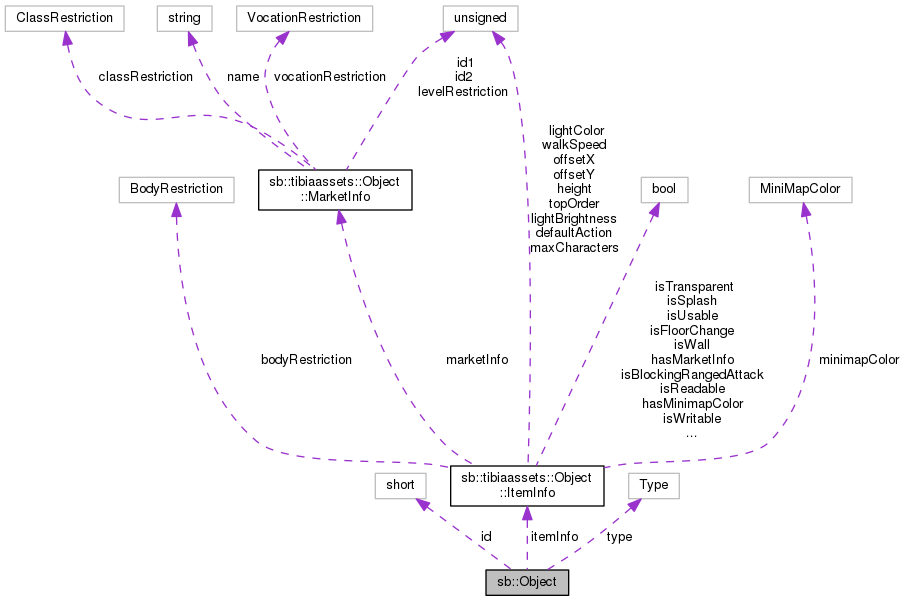 ClassRestriction
string
VocationRestriction
unsigned
classRestriction
name
vocationRestriction
id1
id2
levelRestriction
lightColor
walkSpeed
offsetX
offsetY
height
topOrder
lightBrightness
defaultAction
maxCharacters
BodyRestriction
sb::tibiaassets::Object
::MarketInfo
bool
MiniMapColor
isTransparent
isSplash
isUsable
isFloorChange
isWall
hasMarketInfo
isBlockingRangedAttack
isReadable
hasMinimapColor
isWritable
...
bodyRestriction
marketInfo
minimapColor
short
sb::tibiaassets::Object
::ItemInfo
Type
id
itemInfo
type
sb::Object